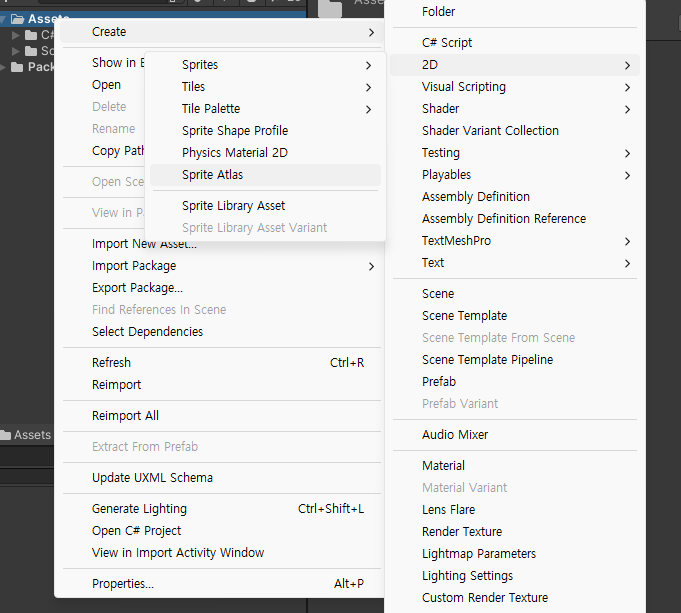 Assets
Assets
C#
Sc
Pack
Create
Show in E
Open
Delete
Rename
Copy Path
Open Sce
View in P
Import New Asset...
Import Package
Export Package...
Find References In Scene
Select Dependencies
Refresh Ctrl+R
Reimport
Reimport All
Extract From Prefab
Update UXML Schema
Generate Lighting Ctrl+Shift+L
Open C# Project
View in Import Activity Window
Properties... Alt+P
Sprites
Tiles
Tile Palette
Sprite Shape Profile
Physics Material 2D
Sprite Atlas
Sprite Library Asset
Sprite Library Asset Variant
Folder
C# Script
2D
Visual Scripting
Shader
Shader Variant Collection
Testing
Playables
Assembly Definition
Assembly Definition Reference
TextMeshPro
Text
Scene
Scene Template
Scene Template From Scene
Scene Template Pipeline
Prefab
Prefab Variant
Audio Mixer
Material
Material Variant
Lens Flare
Render Texture
Lightmap Parameters
Lighting Settings
Custom Render Texture
Assets